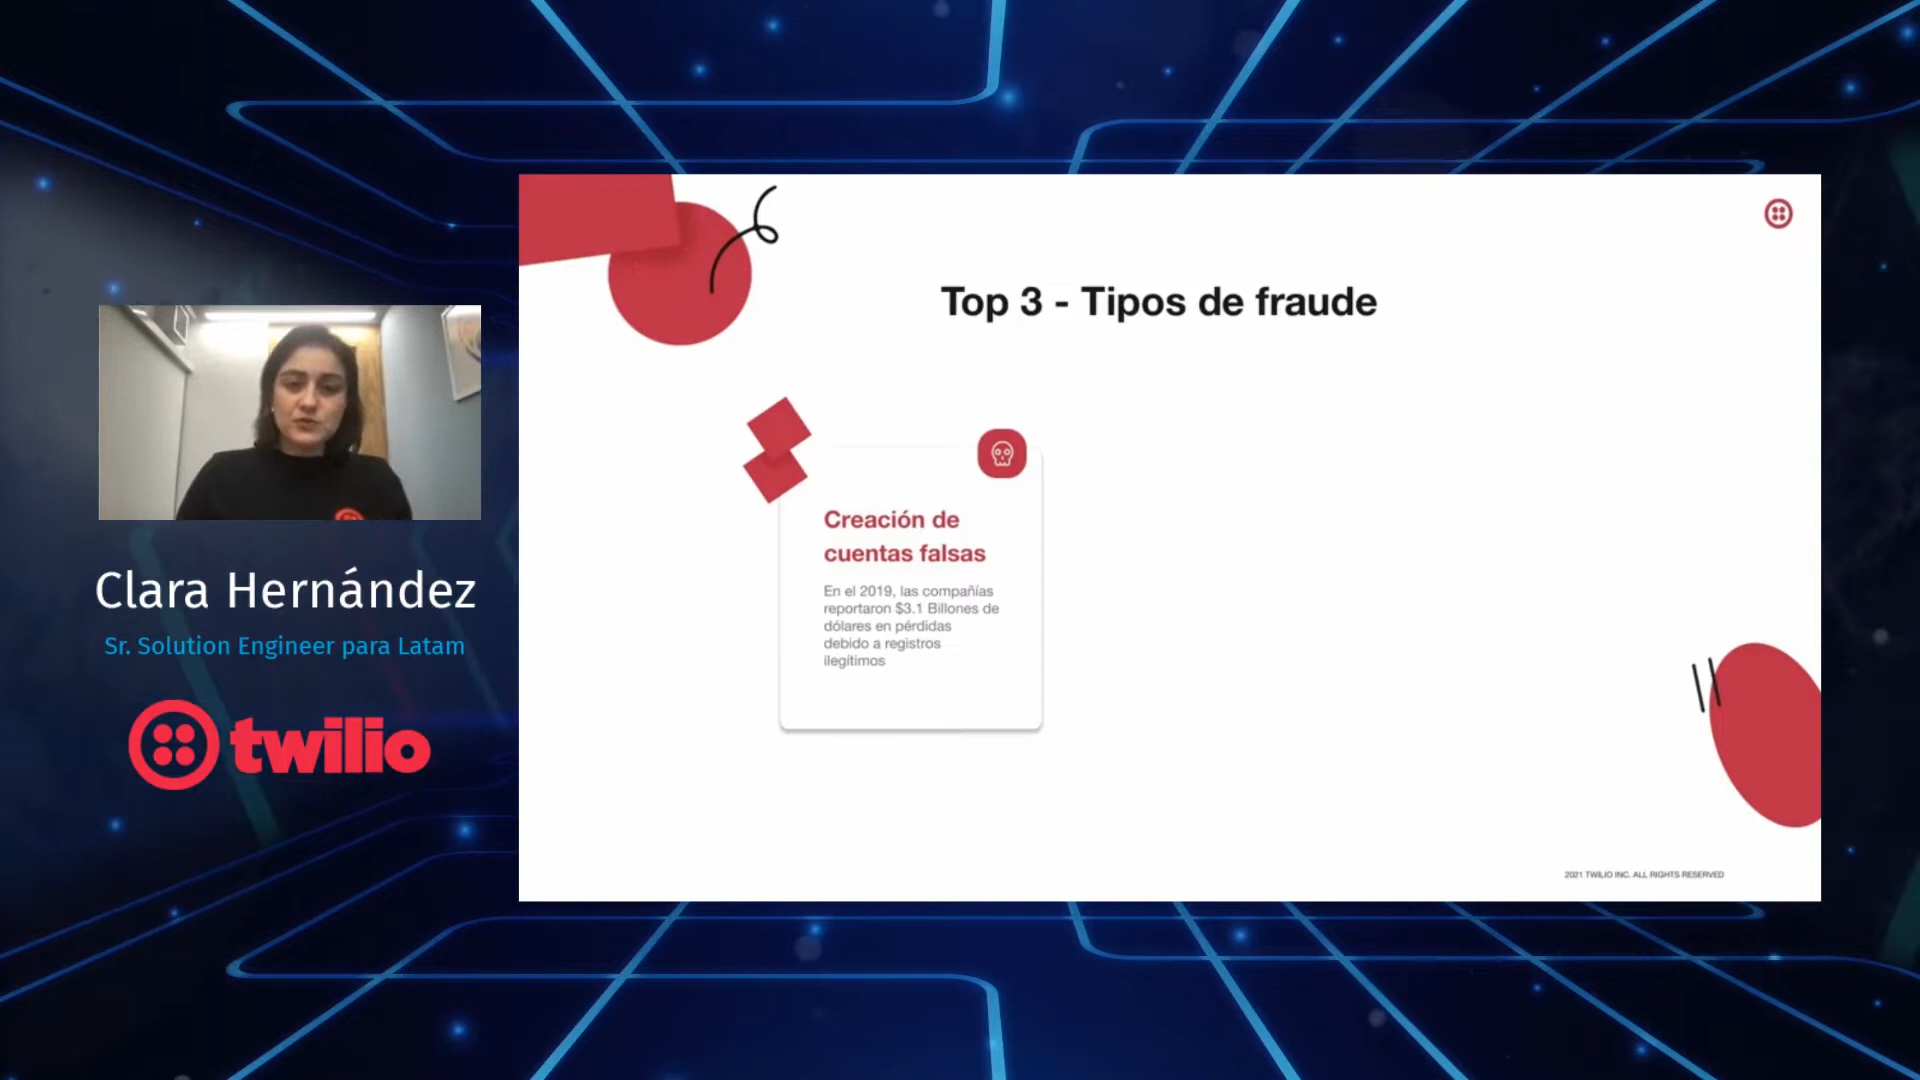 Top 3 - Tipos de fraude
Creación de
cuentas falsas
En el 2019, las compañías
reportaron $3.1 Billones de
dólares en pérdidas
debido a registros
ilegítimos
Clara Hernández
Sr. Solution Engineer para Latam
twilio
2021 TWILIO INC. ALL RIGHTS RESERVED